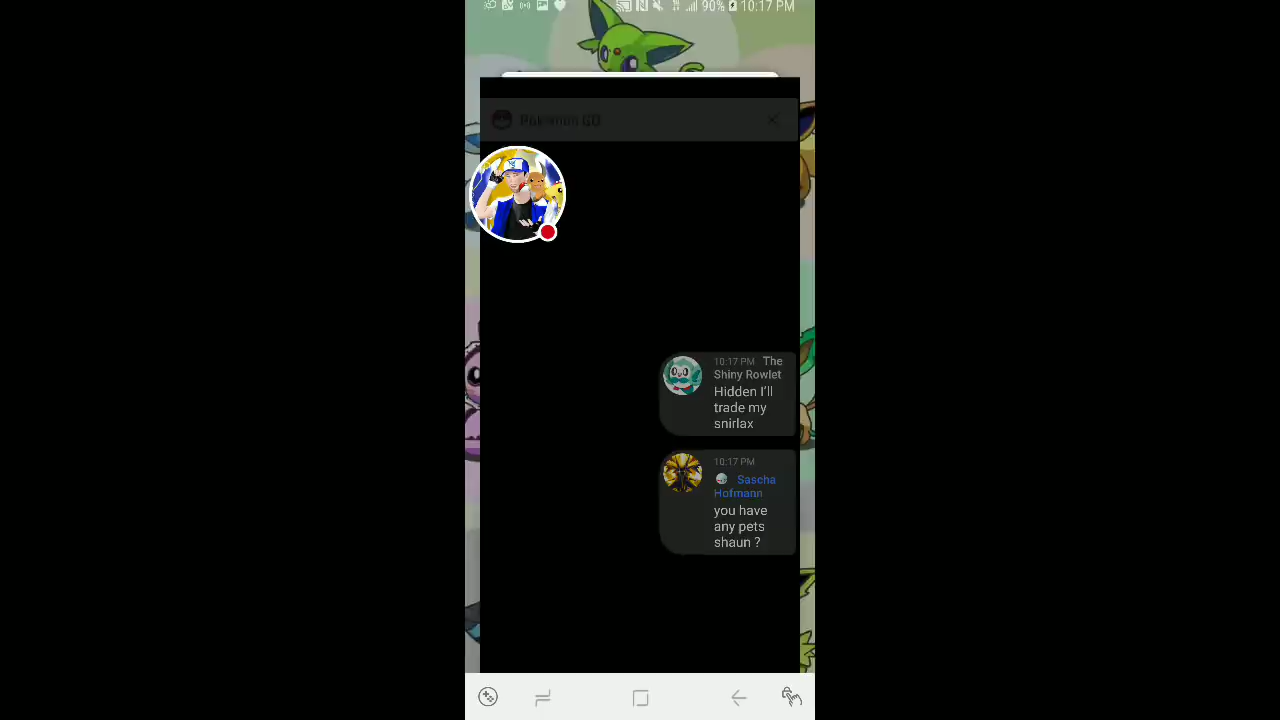 90% 10:17 PM
Pokémon GO
10:17 PM The
Shiny Rowlet
Hidden I'll
trade my
snirlax
10:17 PM
Sascha
Hofmann
you have
any pets
shaun ?